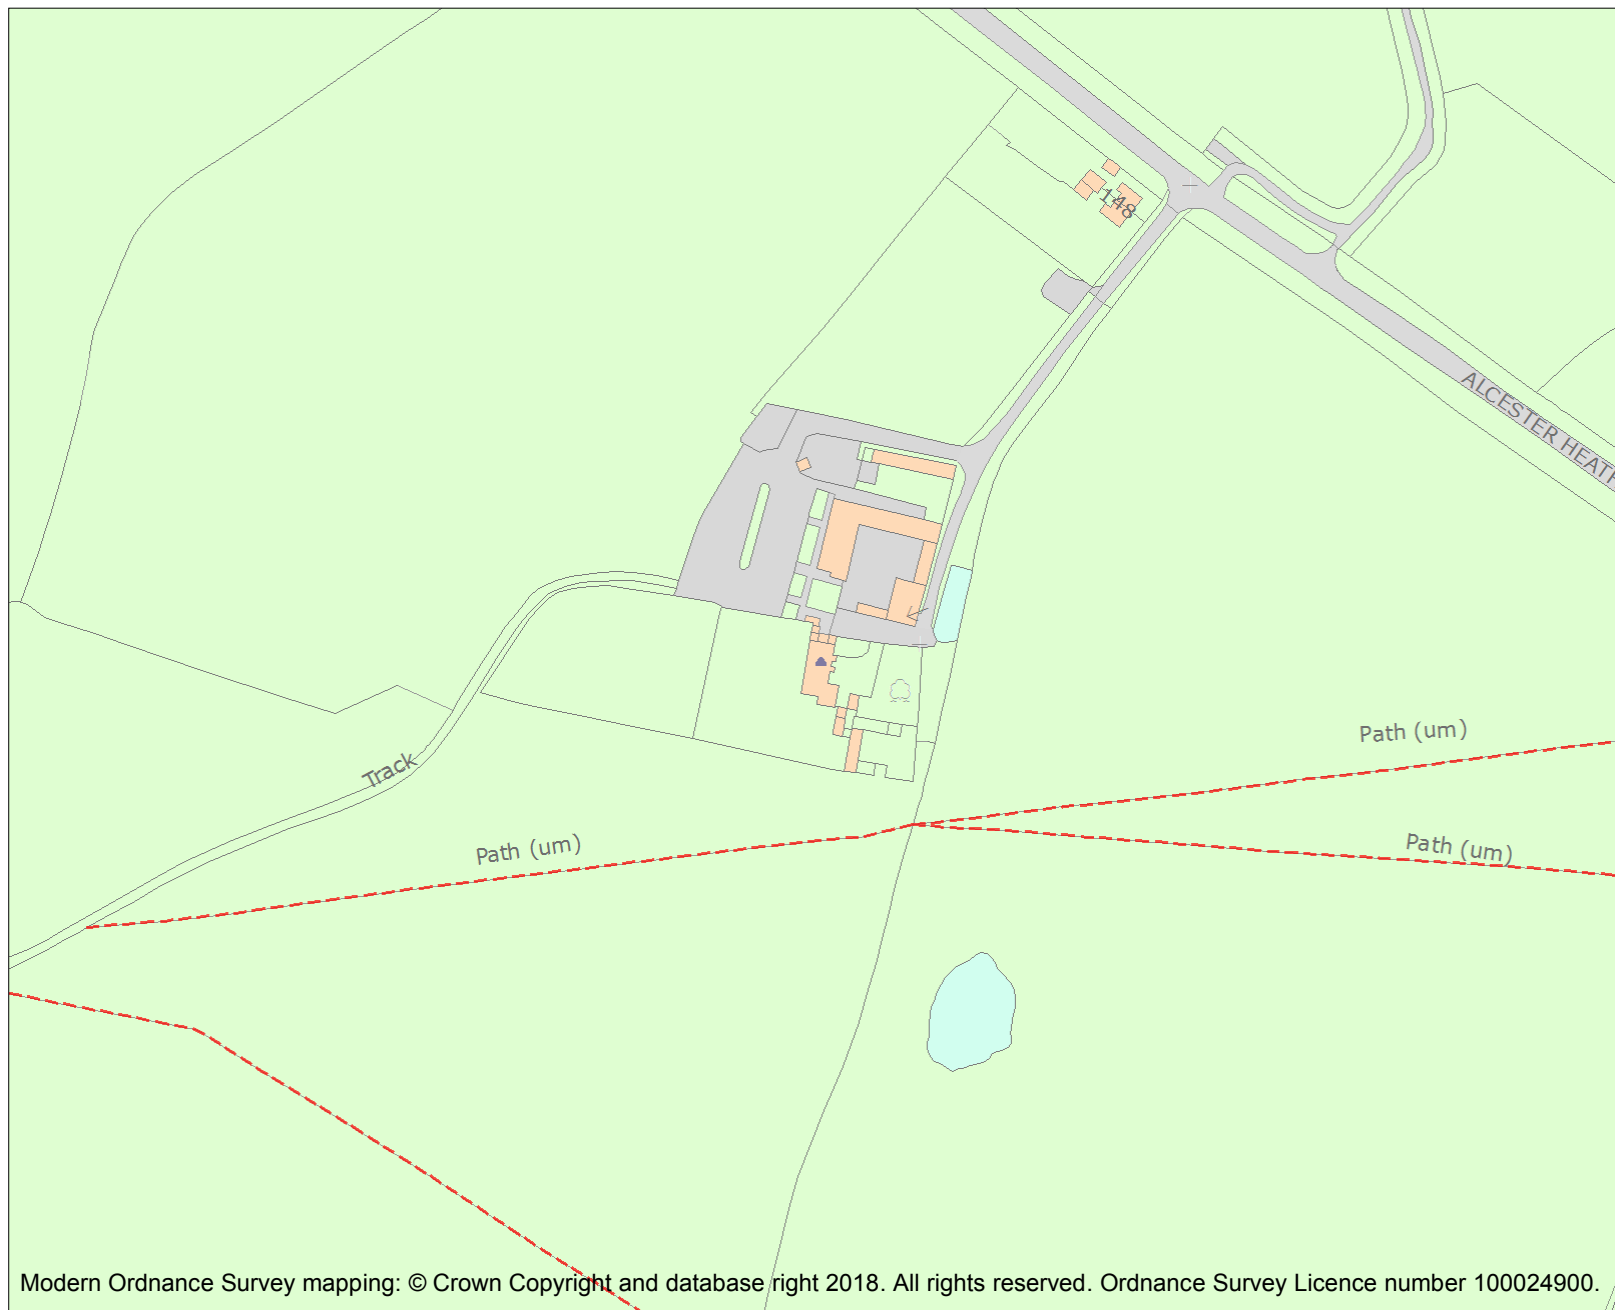 148
ALCESTER HEATH
Path (um)
Track
Path (um)
Path (um)
Modern Ordnance Survey mapping: © Crown Copyright and database right 2018. All rights reserved. Ordnance Survey Licence number 100024900.